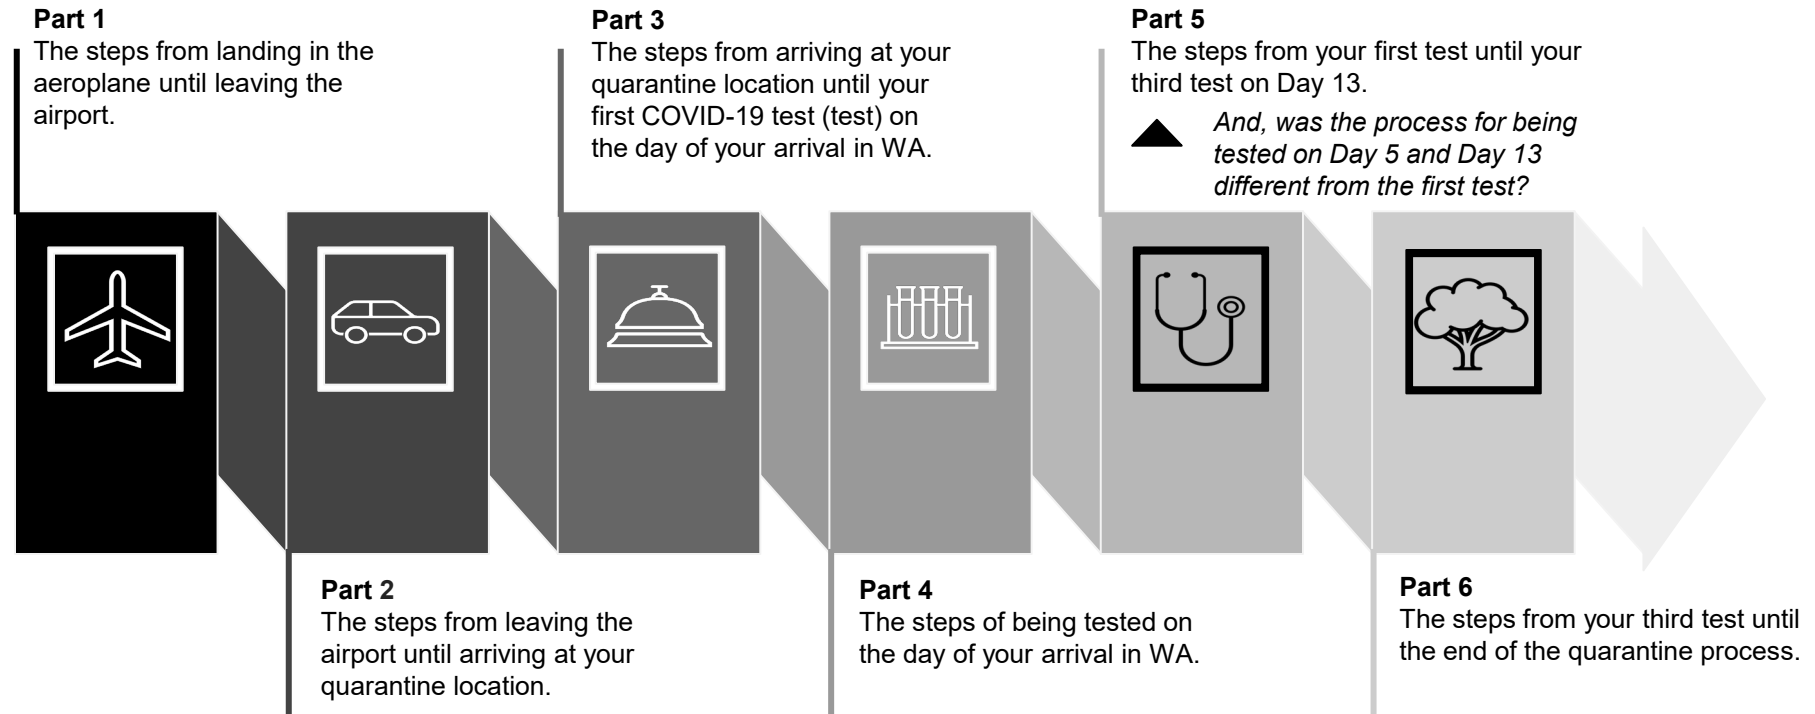 Part 1
The steps from landing in the
aeroplane until leaving the
airport.
Part 2
The steps from leaving the
airport until arriving at your
quarantine location.
Part 3
The steps from arriving at your
quarantine location until your
first COVID-19 test (test) on
the day of your arrival in WA.
Part 4
The steps of being tested on
the day of your arrival in WA.
Part 5
The steps from your first test until your
third test on Day 13.
And, was the process for being
tested on Day 5 and Day 13
different from the first test?
Part 6
The steps from your third test until
the end of the quarantine process.